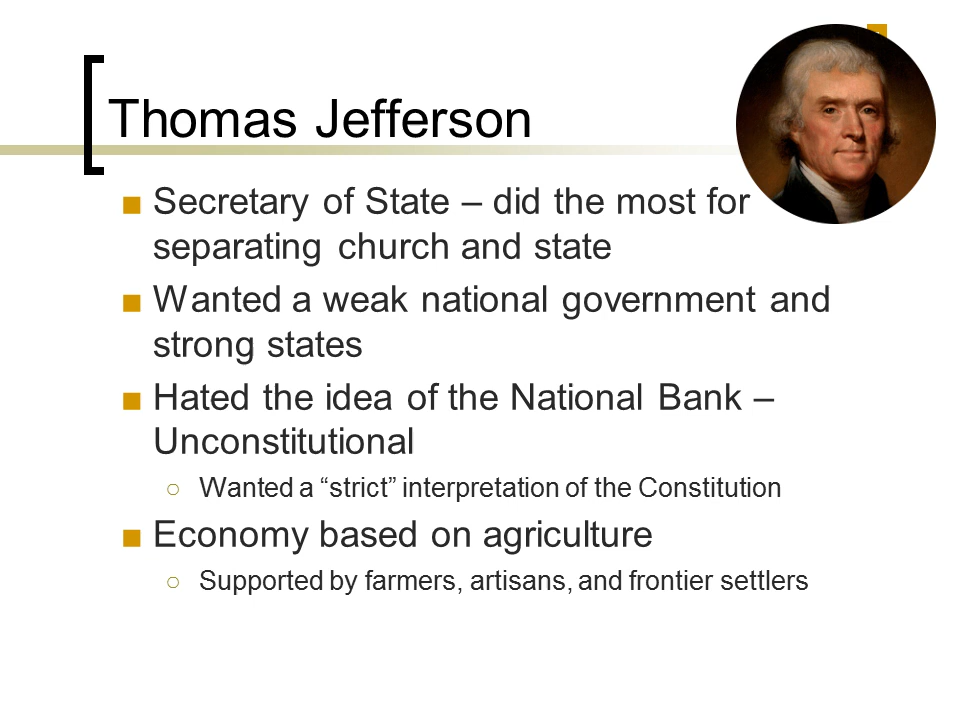 Thomas Jefferson
■ Secretary of State – did the most for
separating church and state
■ Wanted a weak national government and
strong states
■ Hated the idea of the National Bank –
Unconstitutional
○ Wanted a “strict” interpretation of the Constitution
■ Economy based on agriculture
○ Supported by farmers, artisans, and frontier settlers